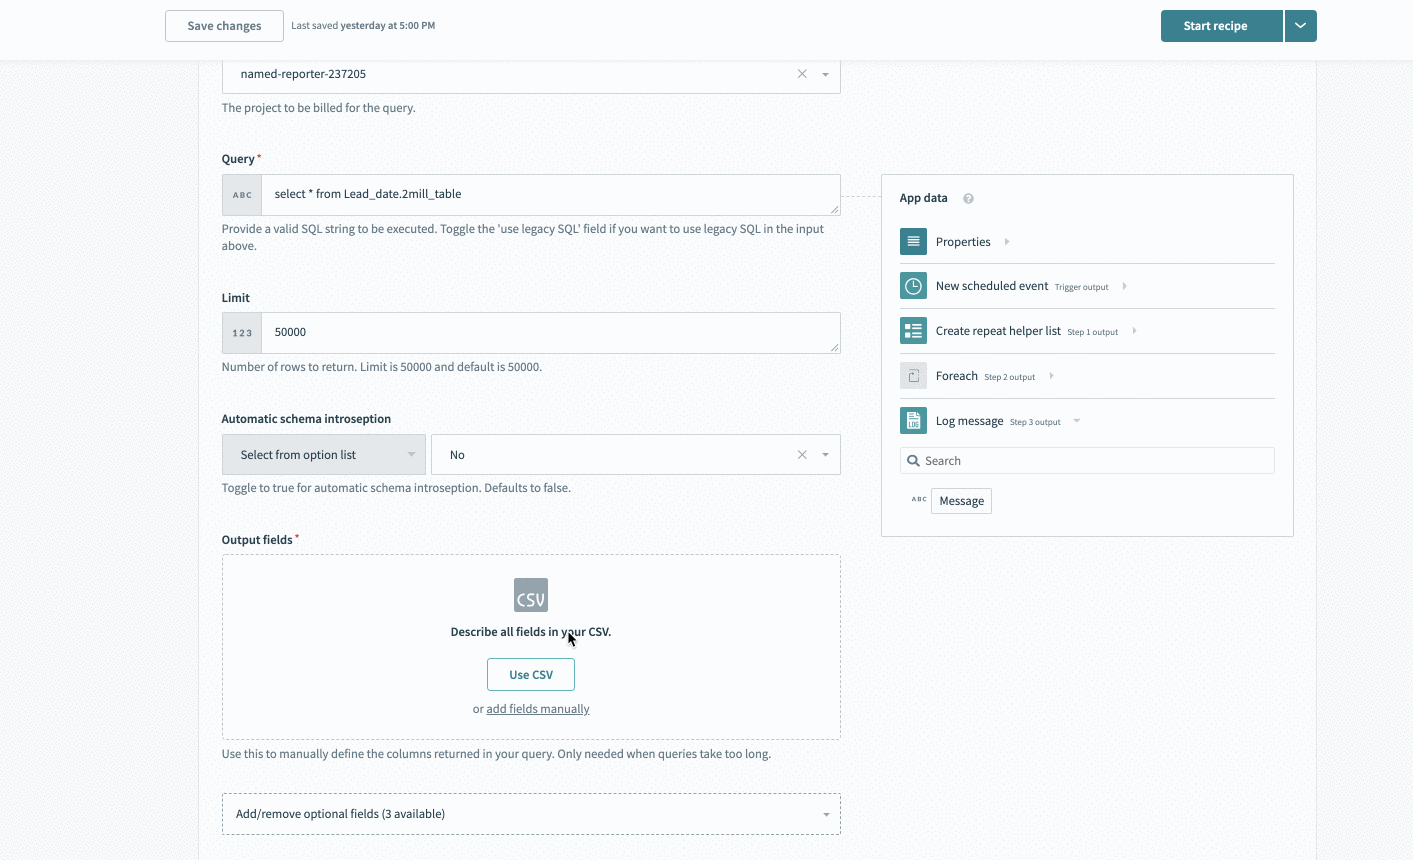 Save changes
Last saved yesterday at 5:00 PM
Start recipe
named-reporter-237205
The project to be billed for the query.
Query *
ABC
select * from Lead_date.2mill_table
Provide a valid SQL string to be executed. Toggle the 'use legacy SQL' field if you want to use legacy SQL in the input
above.
Limit
123
50000
Number of rows to return. Limit is 50000 and default is 50000.
Automatic schema introseption
Select from option list
No
Toggle to true for automatic schema introseption. Defaults to false.
Output fields *
CSV
Describe all fields in your CSV.
Use CSV
or add fields manually
Use this to manually define the columns returned in your query. Only needed when queries take too long.
Add/remove optional fields (3 available)
App data ?
Properties
New scheduled event Trigger output
Create repeat helper list Step 1 output
Foreach Step 2 output
LOG
Log message Step 3 output
Search
ABC Message